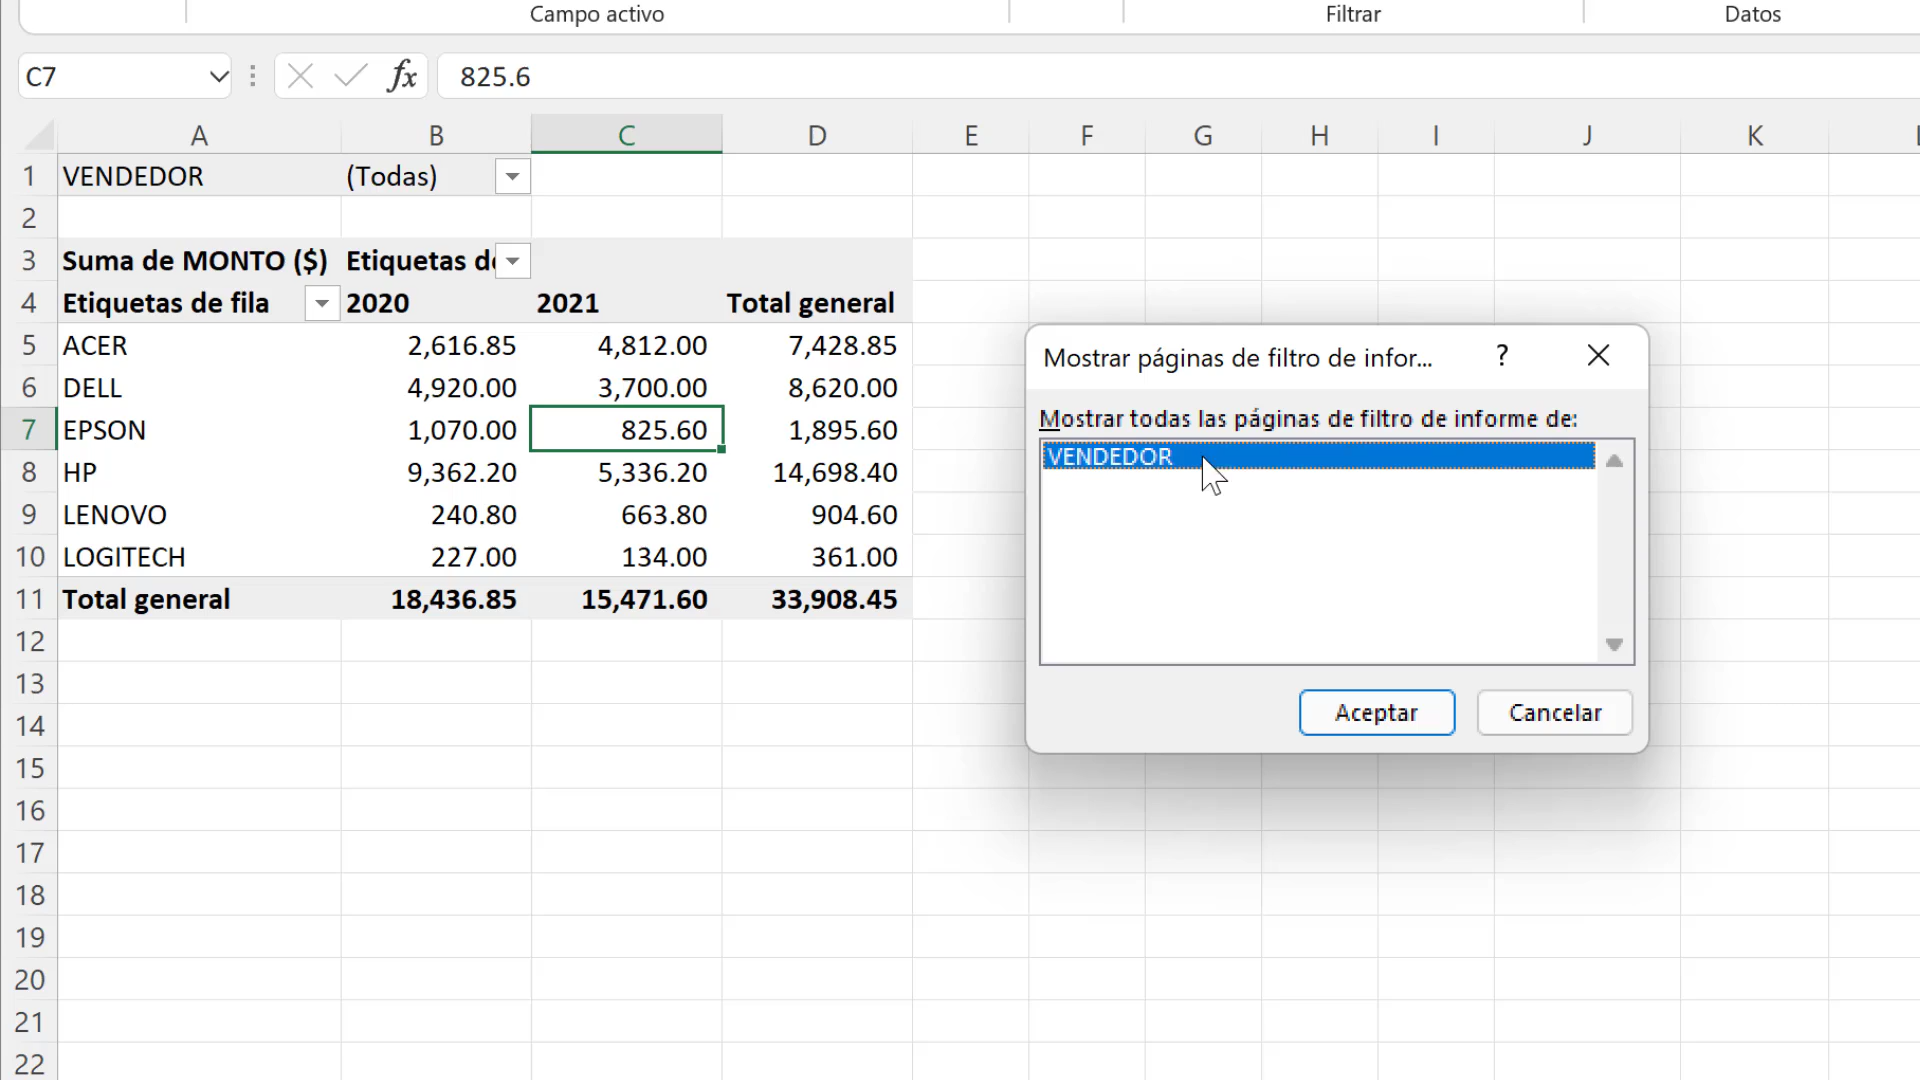 Campo activo Filtrar Datos
C7 fx 825.6
A B C D E F G H I J K
1 VENDEDOR (Todas)
2
3 Suma de MONTO ($) Etiquetas de
4 Etiquetas de fila 2020 2021 Total general
5 ACER 2,616.85 4,812.00 7,428.85
6 DELL 4,920.00 3,700.00 8,620.00
7 EPSON 1,070.00 825.60 1,895.60
8 HP 9,362.20 5,336.20 14,698.40
9 LENOVO 240.80 663.80 904.60
10 LOGITECH 227.00 134.00 361.00
11 Total general 18,436.85 15,471.60 33,908.45
12
13
14
15
16
17
18
19
20
21
22
Mostrar páginas de filtro de infor... ?
Mostrar todas las páginas de filtro de informe de:
VENDEDOR
Aceptar Cancelar